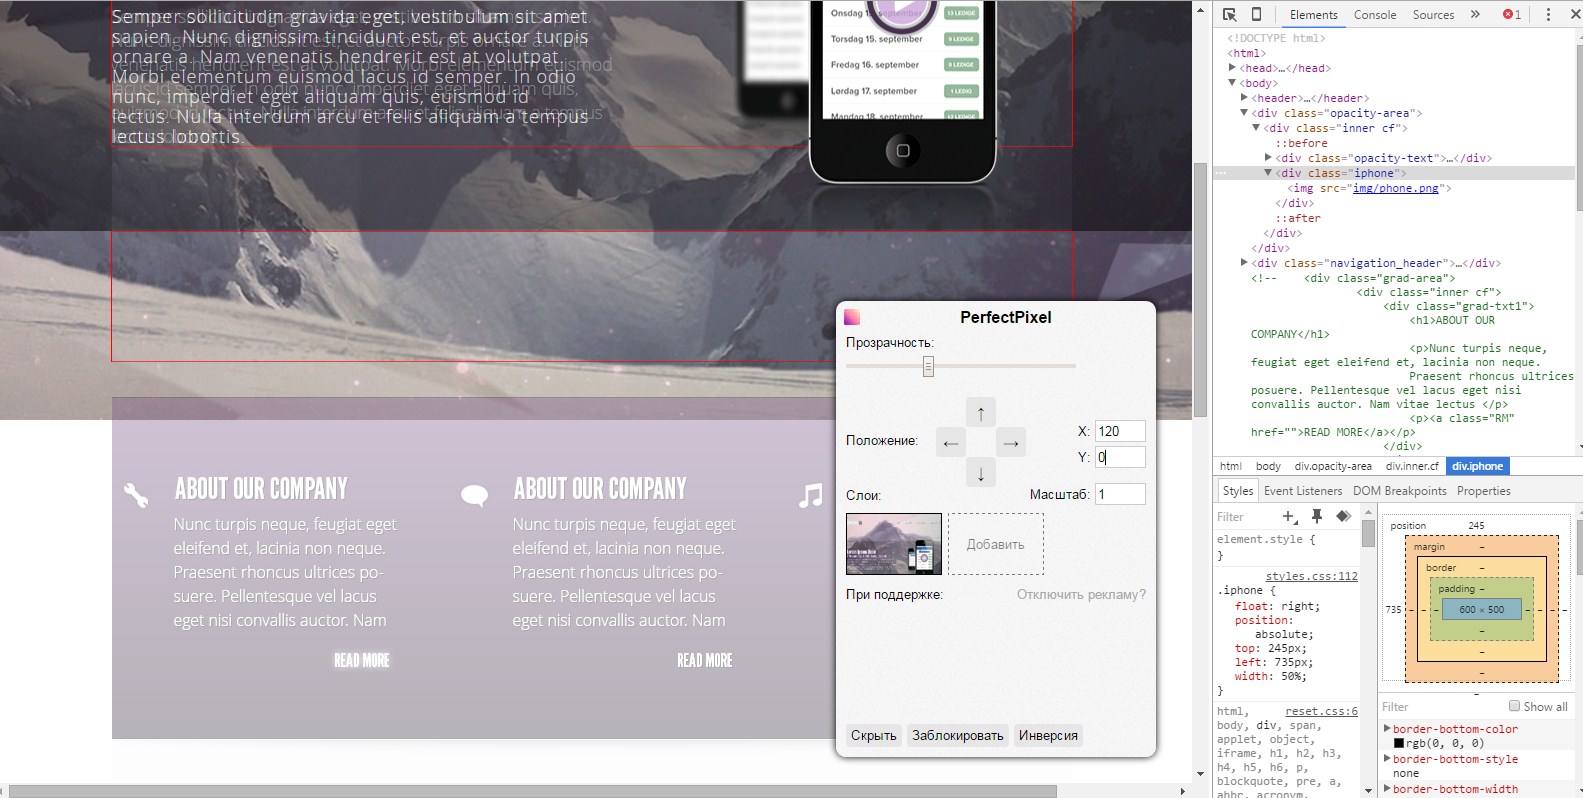 Semper sollicitudin gravida eget, vestibulum sit amet.
sapien. Nunc dignissim tincidunt est, et auctor turpis
ornare a. Nam venenatis hendrerit est at volutpat.
Morbi elementum euismod lacus id semper. In odio
nunc, imperdiet eget aliquam quis, euismod id
lectus. Nulla interdum arcu et felis aliquam a tempus
lectus lobortis.
Onsdag 15. september
13 LEDIGE
Torsdag 15. september
9 LEDIGE
Fredag 16. september
8 LEDIGE
Lørdag 17. september
1 LEDIG
Mandag 18. september
ABOUT OUR COMPANY
Nunc turpis neque, feugiat eget
eleifend et, lacinia non neque.
Praesent rhoncus ultrices po-
suere. Pellentesque vel lacus
eget nisi convallis auctor. Nam
READ MORE
ABOUT OUR COMPANY
Nunc turpis neque, feugiat eget
eleifend et, lacinia non neque.
Praesent rhoncus ultrices po-
suere. Pellentesque vel lacus
eget nisi convallis auctor. Nam
READ MORE
PerfectPixel
Прозрачность:
Положение:
X: 120
Y: 0
Слои:
Масштаб: 1
Добавить
При поддержке:
Отключить рекламу?
Скрыть
Заблокировать
Инверсия
Elements Console Sources » 1
<!DOCTYPE html>
<html>
<head>…</head>
<body>
<header>…</header>
<div class="opacity-area">
<div class="inner cf">
::before
<div class="opacity-text">…</div>
<div class="iphone">
<img src="img/phone.png">
</div>
::after
</div>
</div>
<div class="navigation_header">…</div>
<!-- <div class="grad-area">
<div class="inner cf">
<div class="grad-txt1">
<h1>ABOUT OUR
COMPANY</h1>
<p>Nunc turpis neque,
feugiat eget eleifend et, lacinia non neque.
Praesent rhoncus ultrices
posuere. Pellentesque vel lacus eget nisi
convallis auctor. Nam vitae lectus </p>
<p><a class="RM"
href="">READ MORE</a></p>
</div>
html body div.opacity-area div.inner.cf div.iphone
Styles Event Listeners DOM Breakpoints Properties
Filter
element.style {
}
styles.css:112
.iphone {
float: right;
position:
absolute;
top: 245px;
left: 735px;
width: 50%;
}
html, reset.css:6
body, div, span,
applet, object,
iframe, h1, h2, h3,
h4, h5, h6, p,
blockquote, pre, a,
abbr, acronym,
position 245
margin –
border –
padding –
735 – – – 600 × 500 – – –
–
–
–
–
Filter
Show all
border-bottom-color
rgb(0, 0, 0)
border-bottom-style
none
border-bottom-width